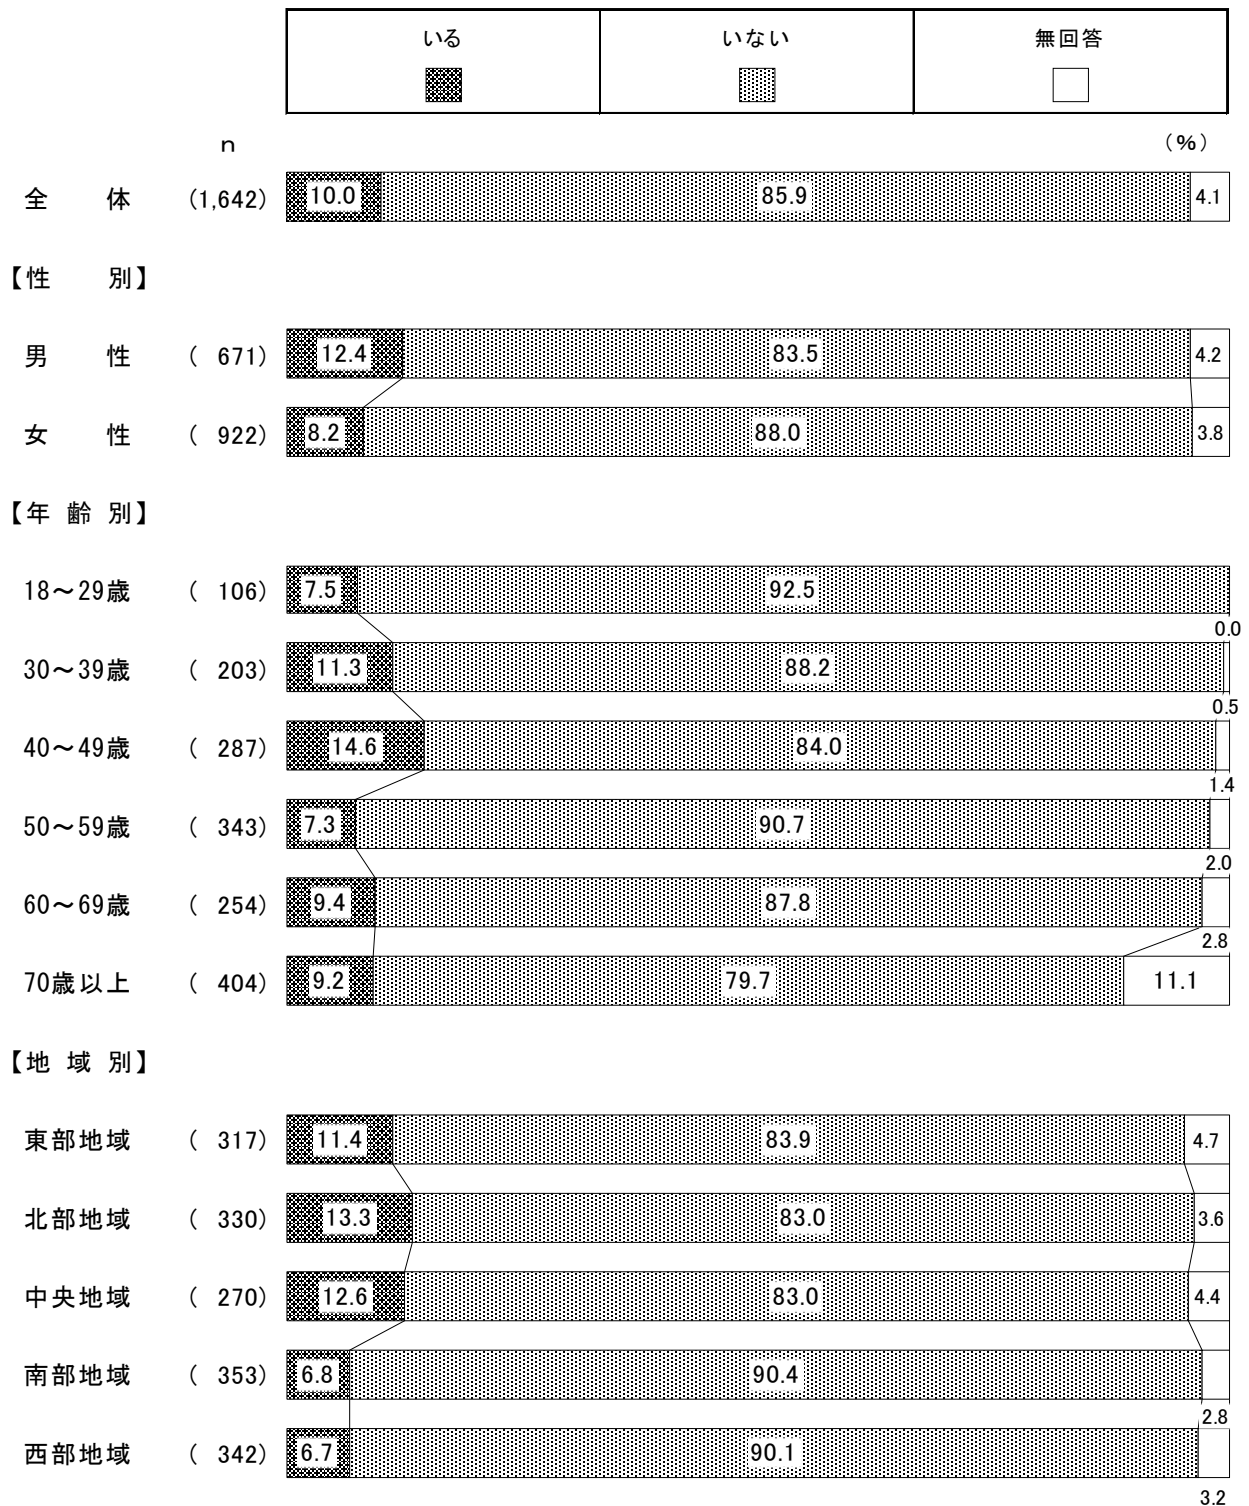 いる いない 無回答
n (%)
全 体 (1,642) 10.0 85.9 4.1
【性 別】
男 性 ( 671) 12.4 83.5 4.2
女 性 ( 922) 8.2 88.0 3.8
【年 齢 別】
18～29歳 ( 106) 7.5 92.5
0.0
30～39歳 ( 203) 11.3 88.2
0.5
40～49歳 ( 287) 14.6 84.0
1.4
50～59歳 ( 343) 7.3 90.7
2.0
60～69歳 ( 254) 9.4 87.8
2.8
70歳以上 ( 404) 9.2 79.7 11.1
【地 域 別】
東部地域 ( 317) 11.4 83.9 4.7
北部地域 ( 330) 13.3 83.0 3.6
中央地域 ( 270) 12.6 83.0 4.4
南部地域 ( 353) 6.8 90.4
2.8
西部地域 ( 342) 6.7 90.1
3.2